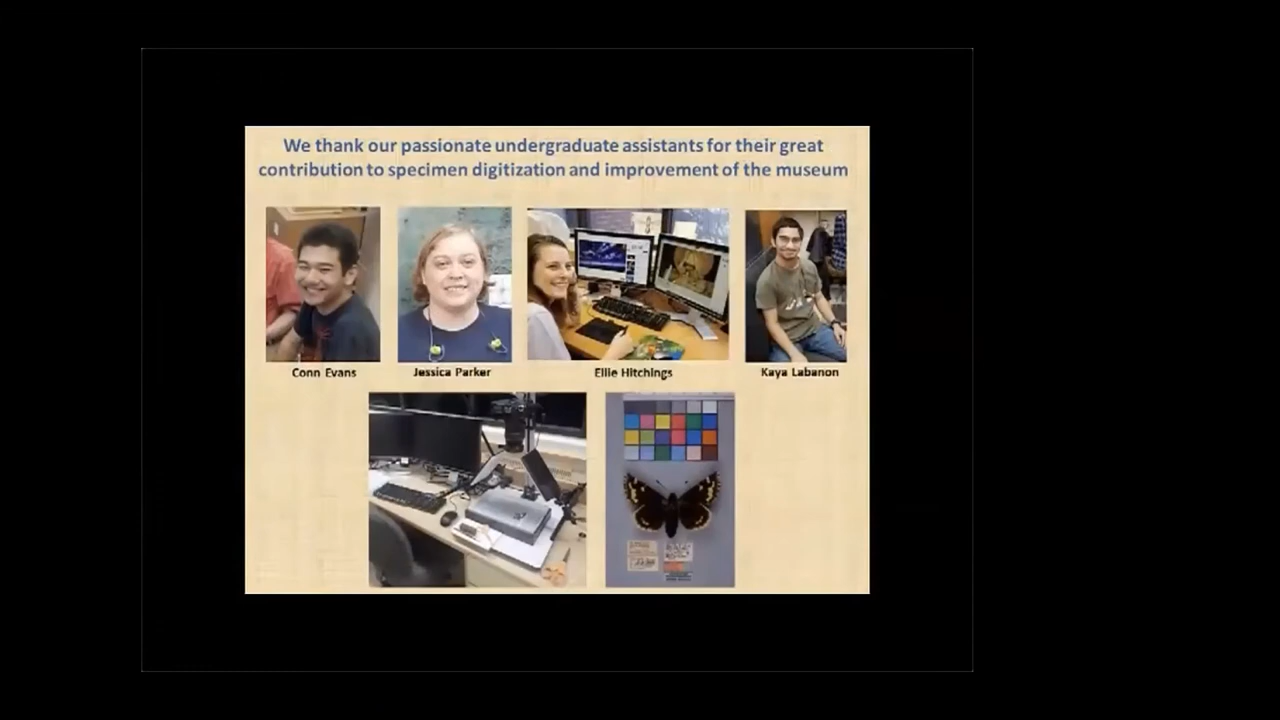 We thank our passionate undergraduate assistants for their great
contribution to specimen digitization and improvement of the museum
Conn Evans
Jessica Parker
Ellie Hitchings
Kaya Labanon